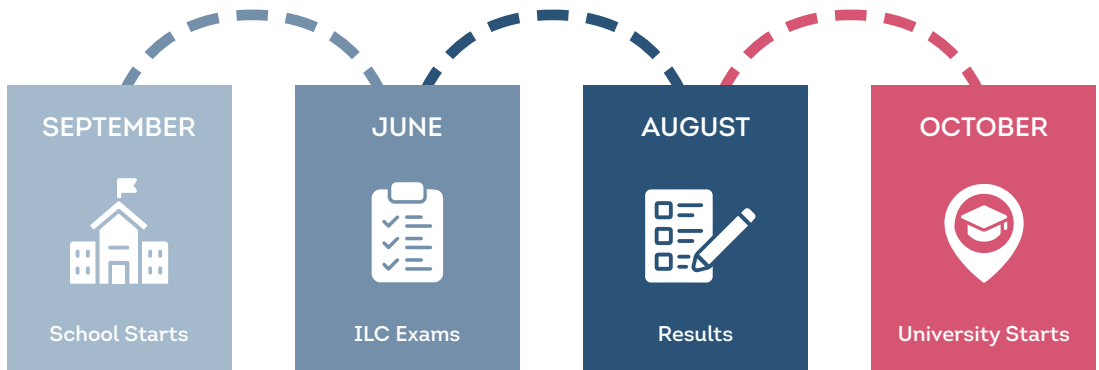 SEPTEMBER
School Starts
JUNE
ILC Exams
AUGUST
Results
OCTOBER
University Starts